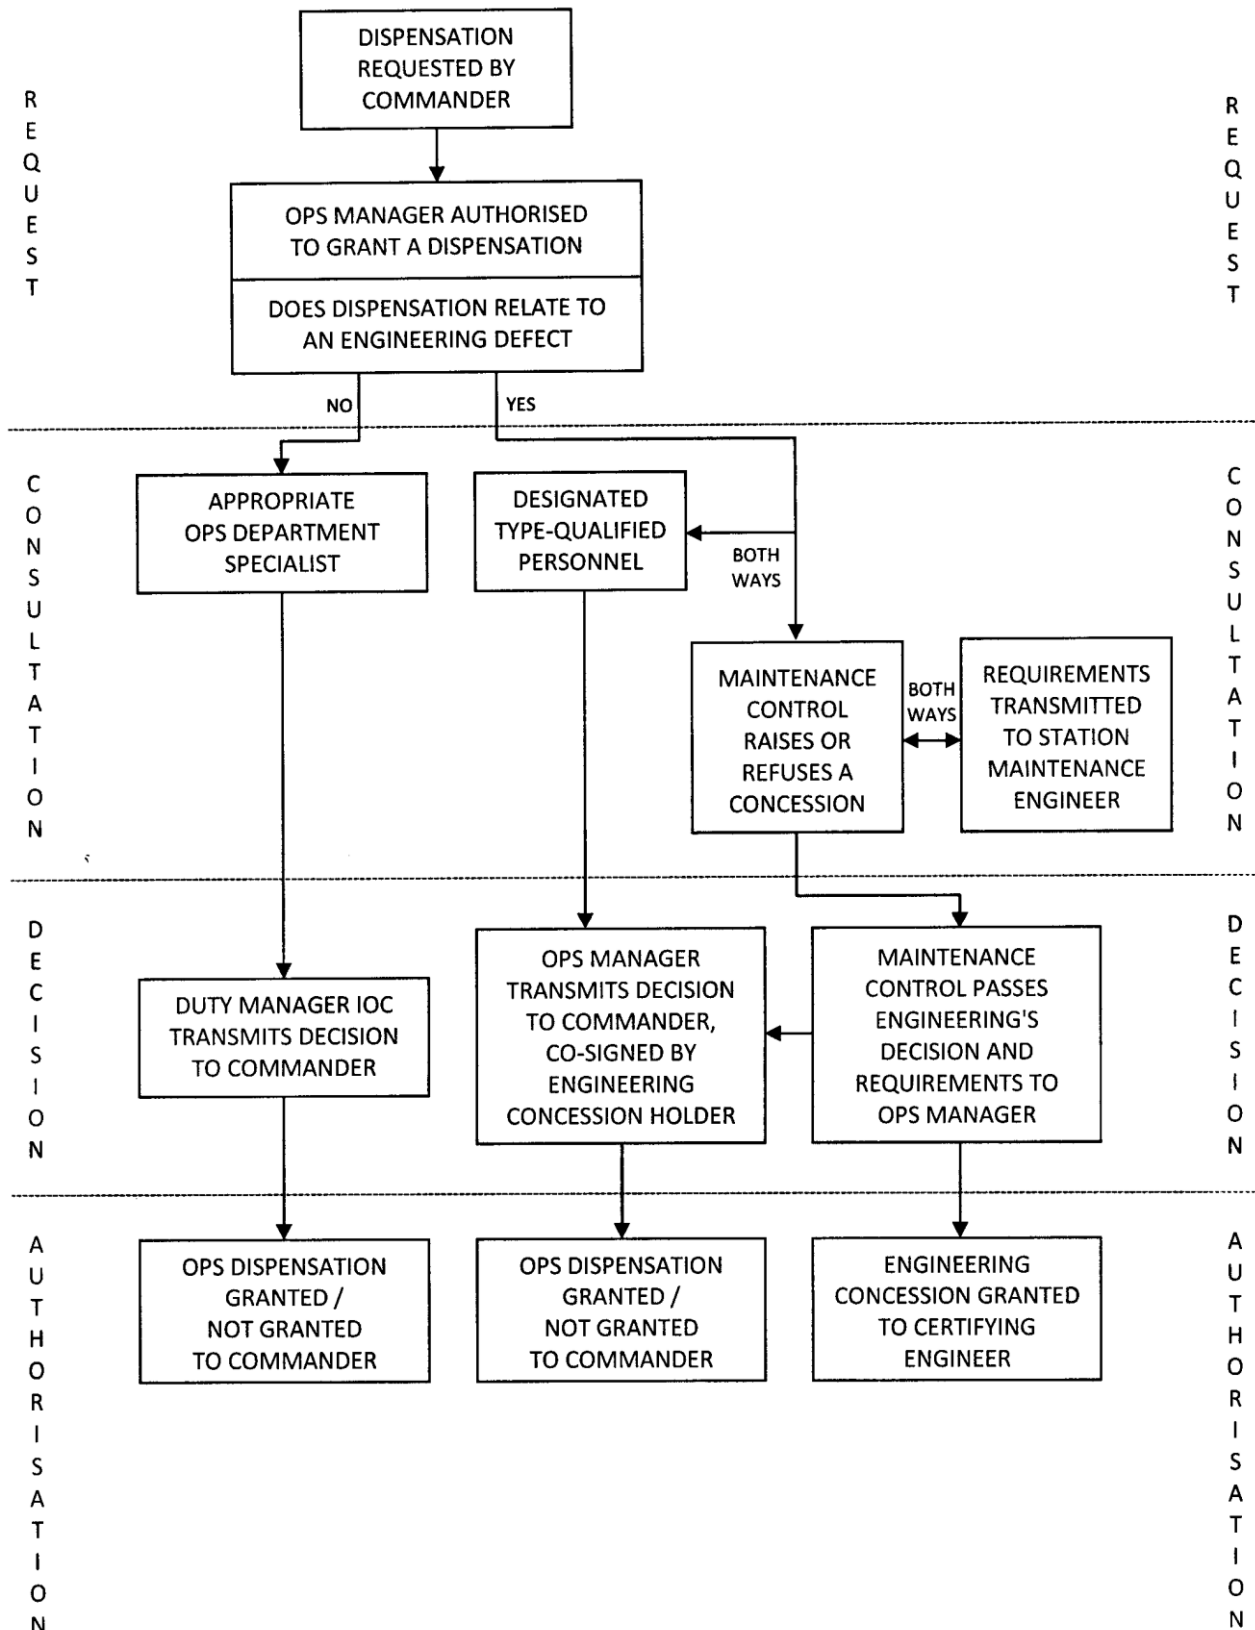 DISPENSATION
REQUESTED BY
COMMANDER
R
E
Q
U
E
S
T
R
E
Q
U
E
S
T
OPS MANAGER AUTHORISED
TO GRANT A DISPENSATION
DOES DISPENSATION RELATE TO
AN ENGINEERING DEFECT
NO
YES
C
O
N
S
U
L
T
A
T
I
O
N
C
O
N
S
U
L
T
A
T
I
O
N
APPROPRIATE
OPS DEPARTMENT
SPECIALIST
DESIGNATED
TYPE-QUALIFIED
PERSONNEL
BOTH
WAYS
MAINTENANCE
CONTROL
RAISES OR
REFUSES A
CONCESSION
BOTH
WAYS
REQUIREMENTS
TRANSMITTED
TO STATION
MAINTENANCE
ENGINEER
D
E
C
I
S
I
O
N
D
E
C
I
S
I
O
N
DUTY MANAGER IOC
TRANSMITS DECISION
TO COMMANDER
OPS MANAGER
TRANSMITS DECISION
TO COMMANDER,
CO-SIGNED BY
ENGINEERING
CONCESSION HOLDER
MAINTENANCE
CONTROL PASSES
ENGINEERING'S
DECISION AND
REQUIREMENTS TO
OPS MANAGER
A
U
T
H
O
R
I
S
A
T
I
O
N
A
U
T
H
O
R
I
S
A
T
I
O
N
OPS DISPENSATION
GRANTED /
NOT GRANTED
TO COMMANDER
OPS DISPENSATION
GRANTED /
NOT GRANTED
TO COMMANDER
ENGINEERING
CONCESSION GRANTED
TO CERTIFYING
ENGINEER